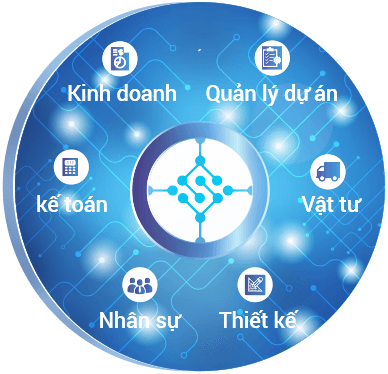 Kinh doanh
Quản lý dự án
kế toán
Vật tư
Nhân sự
Thiết kế